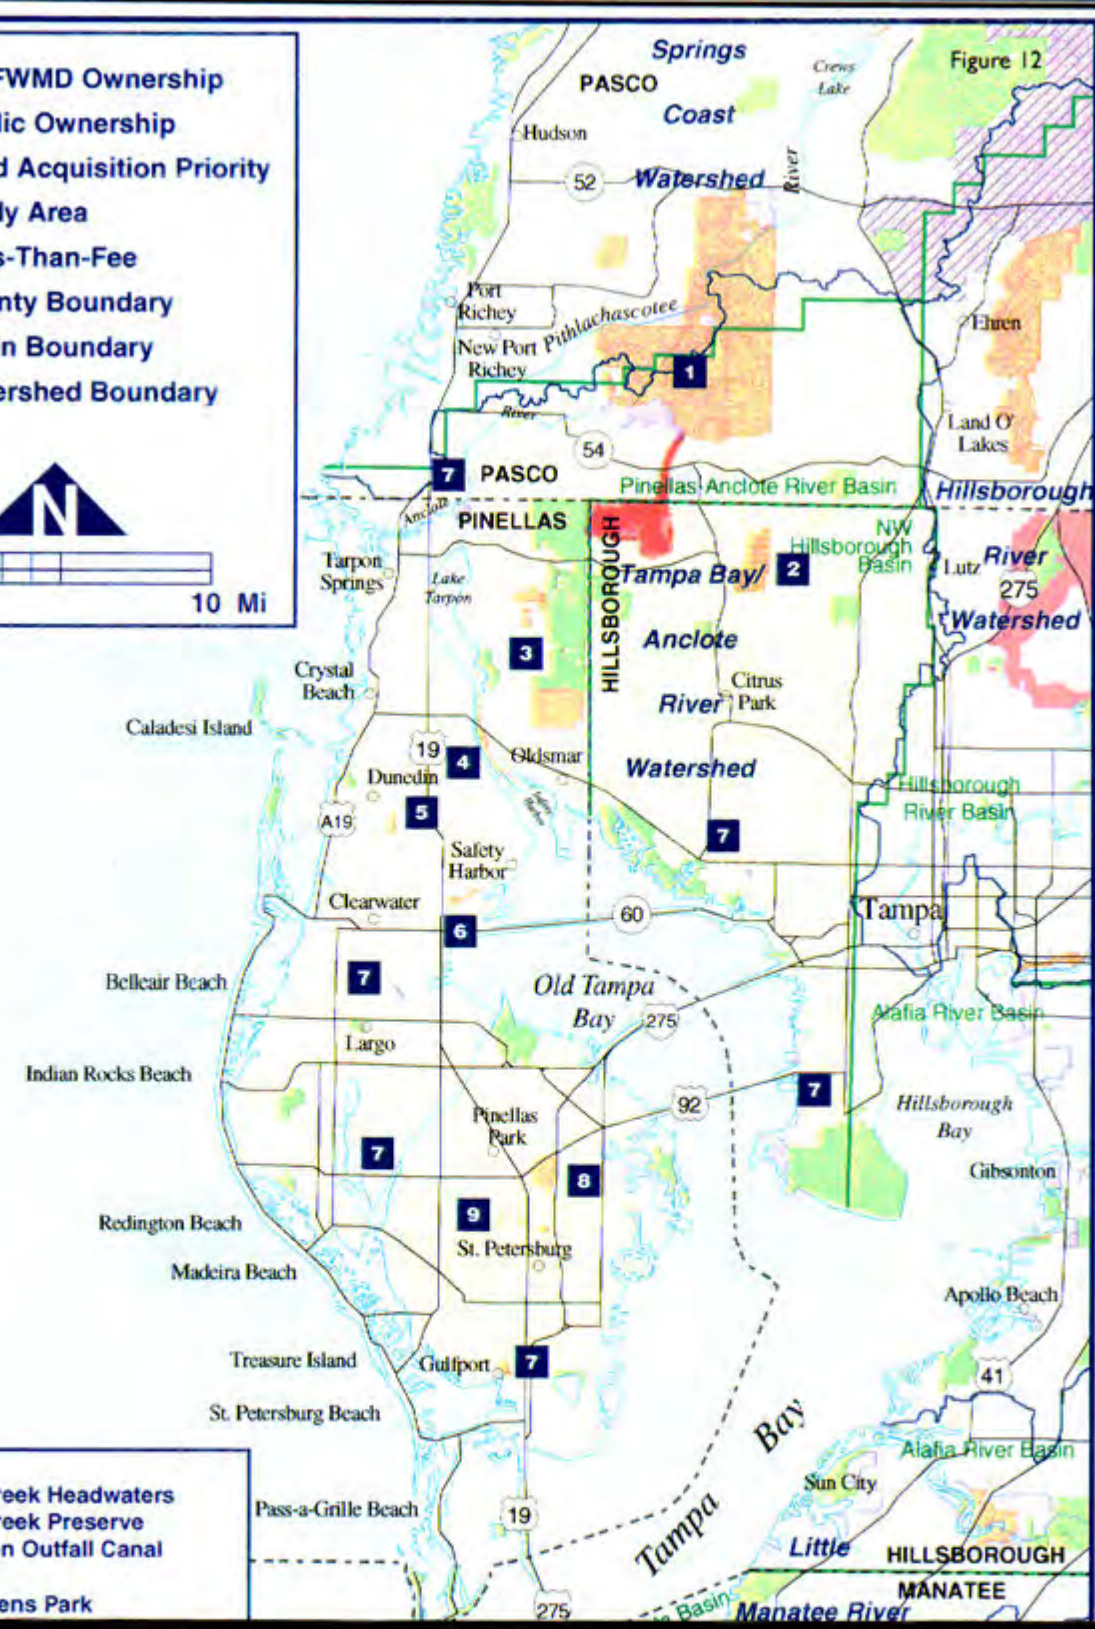 FWMD Ownership
lic Ownership
d Acquisition Priority
dy Area
s-Than-Fee
nty Boundary
n Boundary
ershed Boundary
N
10 Mi
Figure 12
Springs
PASCO
Coast
Watershed
Crews
Lake
Hudson
52
River
Port
Richey
Pithlachascotee
New Port
Richey
River
1
Ehren
Land O'
Lakes
54
7
PASCO
Pinellas-Anclote River Basin
Hillsborough
River
Watershed
Anclote
PINELLAS
HILLSBOROUGH
NW
Hillsborough
Basin
2
Lutz
275
Tarpon
Springs
Lake
Tarpon
Tampa Bay/
Anclote
River
Watershed
3
Crystal
Beach
Citrus
Park
Caladesi Island
19
4
Oldsmar
Dunedin
5
A19
Safety
Harbor
Safety
Harbor
7
Hillsborough
River Basin
Clearwater
60
Tampa
6
Belleair Beach
7
Old Tampa
Bay
275
Alafia River Basin
Largo
Indian Rocks Beach
92
7
Hillsborough
Bay
Pinellas
Park
7
8
Gibsonton
9
Redington Beach
St. Petersburg
Madeira Beach
Apollo Beach
Treasure Island
Gulfport
7
41
St. Petersburg Beach
Tampa Bay
Alafia River Basin
Sun City
Pass-a-Grille Beach
19
Little
HILLSBOROUGH
MANATEE
Manatee River
Basin
275
reek Headwaters
reek Preserve
n Outfall Canal
ens Park